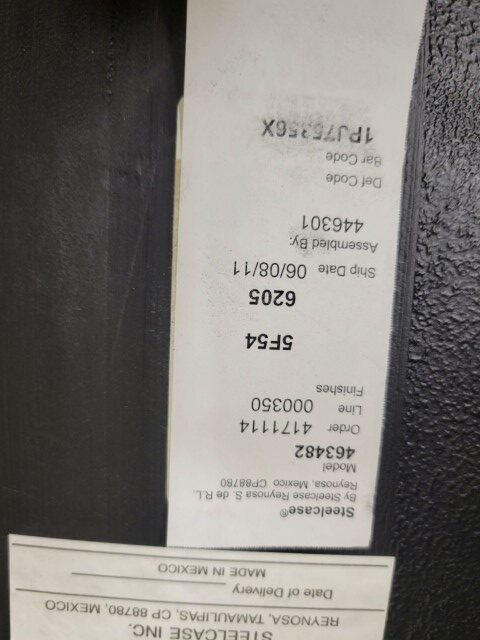 Steelcase®
By Steelcase Reynosa S. de R.L.
Reynosa, Mexico CP88780
Model
463482
Order 4171114
Line 000350
Finishes
5F54
6205
Ship Date 06/08/11
Assembled By:
446301
Def Code
Bar Code
STEELCASE INC.
REYNOSA, TAMAULIPAS, CP 88780, MEXICO
Date of Delivery
MADE IN MEXICO